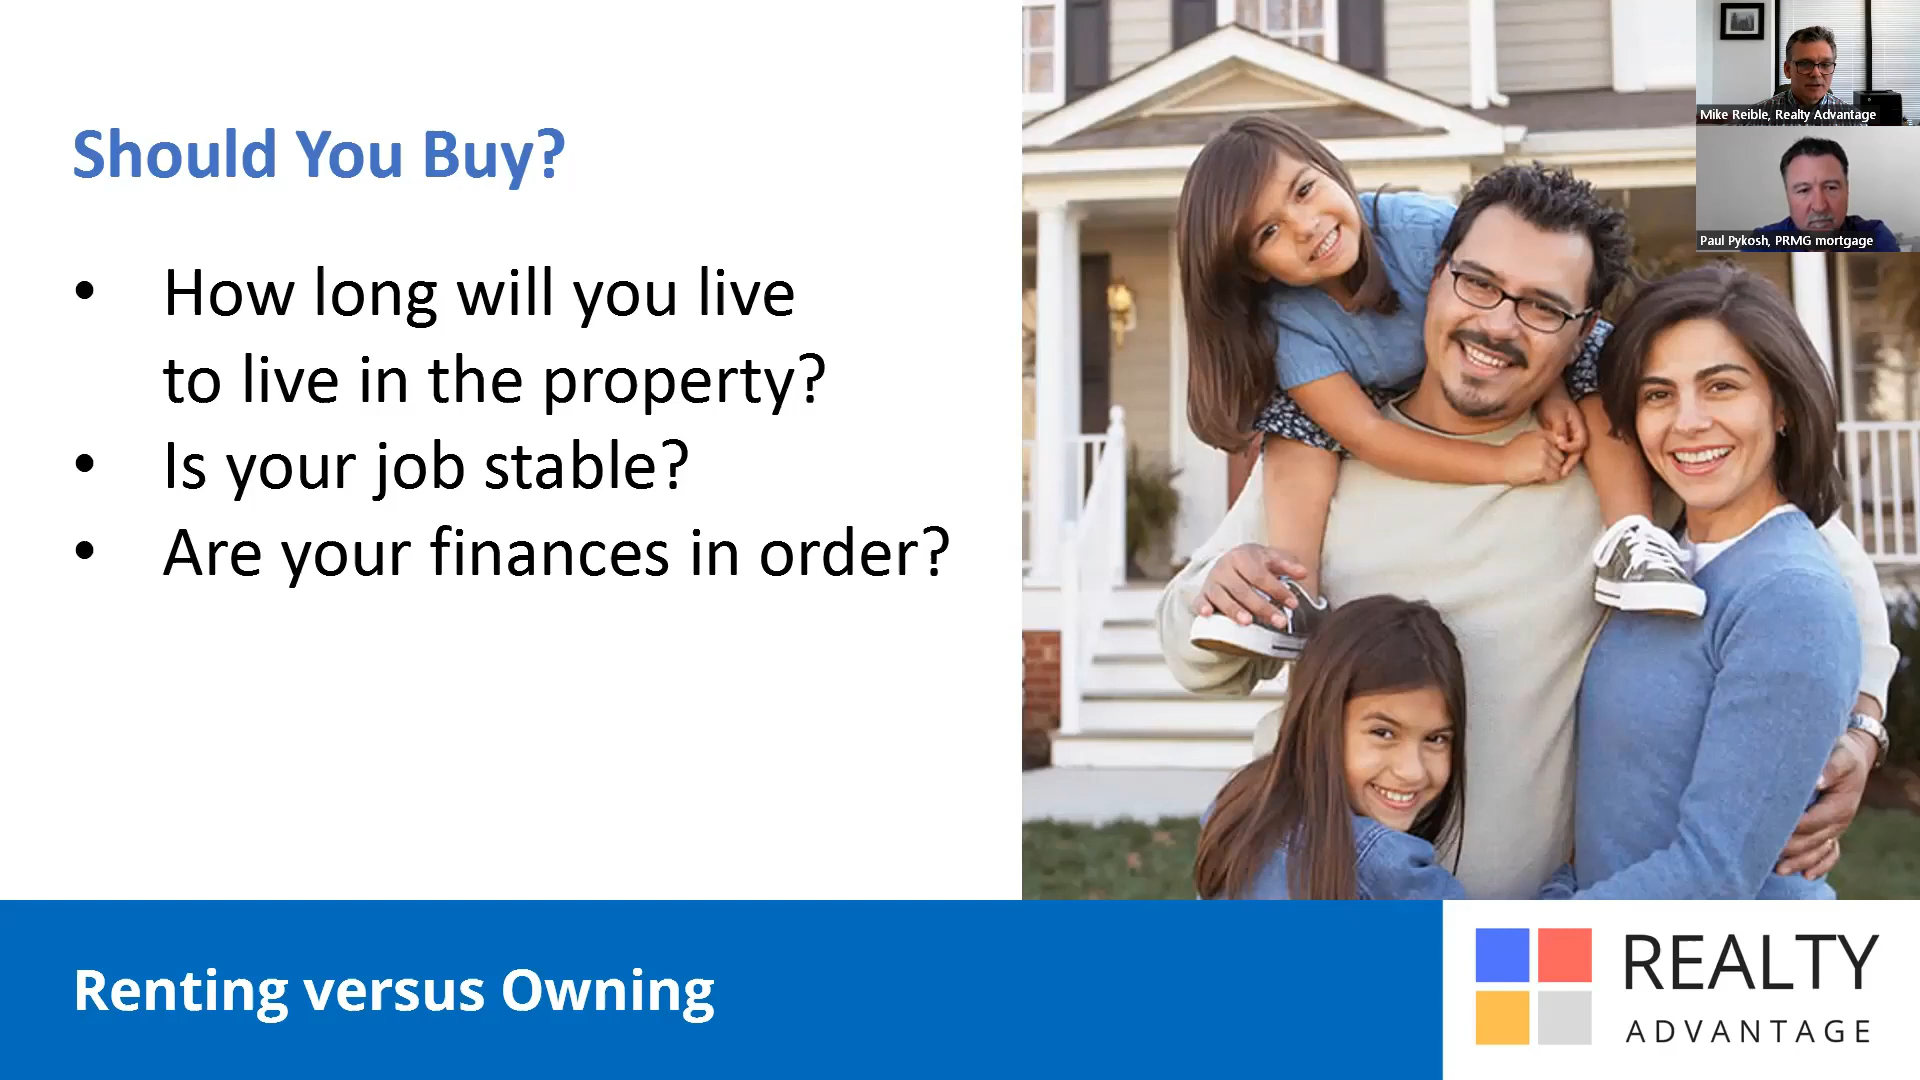 Should You Buy?
• How long will you live
to live in the property?
• Is your job stable?
• Are your finances in order?
Mike Reible, Realty Advantage
Paul Pykosh, PRMG mortgage
Renting versus Owning
REALTY
ADVANTAGE